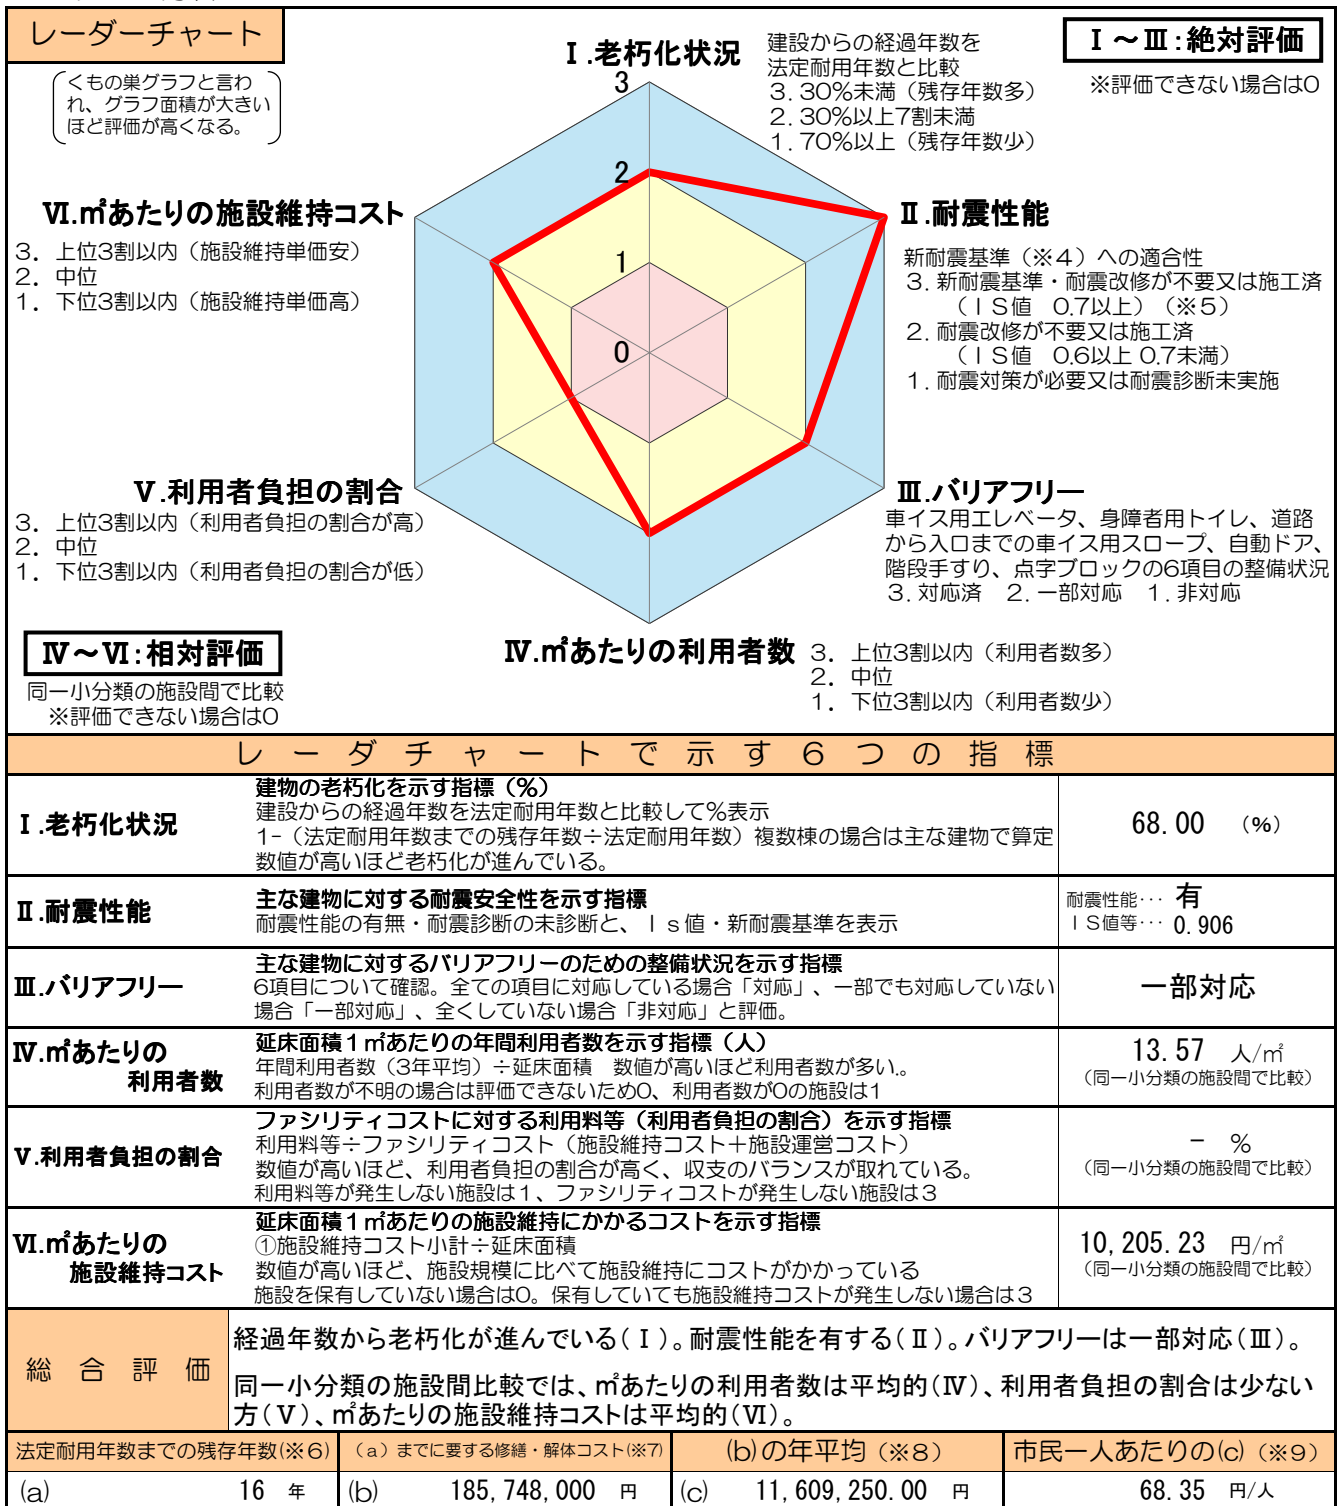 レーダーチャート
くもの巣グラフと言わ
れ、グラフ面積が大きい
ほど評価が高くなる。
Ⅰ.老朽化状況
建設からの経過年数を
法定耐用年数と比較
3. 30%未満（残存年数多）
2. 30%以上7割未満
1. 70%以上（残存年数少）
Ⅰ～Ⅲ:絶対評価
※評価できない場合は0
3
2
1
0
Ⅵ.㎡あたりの施設維持コスト
3. 上位3割以内（施設維持単価安）
2. 中位
1. 下位3割以内（施設維持単価高）
Ⅱ.耐震性能
新耐震基準（※4）への適合性
3. 新耐震基準・耐震改修が不要又は施工済
（ＩＳ値 0.7以上）（※5）
2. 耐震改修が不要又は施工済
（ＩＳ値 0.6以上 0.7未満）
1. 耐震対策が必要又は耐震診断未実施
Ⅴ.利用者負担の割合
3. 上位3割以内（利用者負担の割合が高）
2. 中位
1. 下位3割以内（利用者負担の割合が低）
Ⅲ.バリアフリー
車イス用エレベータ、身障者用トイレ、道路
から入口までの車イス用スロープ、自動ドア、
階段手すり、点字ブロックの6項目の整備状況
3. 対応済 2. 一部対応 1. 非対応
Ⅳ～Ⅵ:相対評価
同一小分類の施設間で比較
※評価できない場合は0
Ⅳ.㎡あたりの利用者数
3. 上位3割以内（利用者数多）
2. 中位
1. 下位3割以内（利用者数少）
レーダチャートで示す６つの指標
Ⅰ.老朽化状況
建物の老朽化を示す指標（%）
建設からの経過年数を法定耐用年数と比較して%表示
1-（法定耐用年数までの残存年数÷法定耐用年数）複数棟の場合は主な建物で算定
数値が高いほど老朽化が進んでいる。
68.00 （%）
Ⅱ.耐震性能
主な建物に対する耐震安全性を示す指標
耐震性能の有無・耐震診断の未診断と、Ｉｓ値・新耐震基準を表示
耐震性能… 有
ＩＳ値等… 0.906
Ⅲ.バリアフリー
主な建物に対するバリアフリーのための整備状況を示す指標
6項目について確認。全ての項目に対応している場合「対応」、一部でも対応していない
場合「一部対応」、全くしていない場合「非対応」と評価。
一部対応
Ⅳ.㎡あたりの
利用者数
延床面積１㎡あたりの年間利用者数を示す指標（人）
年間利用者数（3年平均）÷延床面積 数値が高いほど利用者数が多い。
利用者数が不明の場合は評価できないため0、利用者数が0の施設は1
13.57 人/㎡
（同一小分類の施設間で比較）
Ⅴ.利用者負担の割合
ファシリティコストに対する利用料等（利用者負担の割合）を示す指標
利用料等÷ファシリティコスト（施設維持コスト＋施設運営コスト）
数値が高いほど、利用者負担の割合が高く、収支のバランスが取れている。
利用料等が発生しない施設は１、ファシリティコストが発生しない施設は３
- %
（同一小分類の施設間で比較）
Ⅵ.㎡あたりの
施設維持コスト
延床面積１㎡あたりの施設維持にかかるコストを示す指標
①施設維持コスト小計÷延床面積
数値が高いほど、施設規模に比べて施設維持にコストがかかっている
施設を保有していない場合は0。保有していても施設維持コストが発生しない場合は３
10,205.23 円/㎡
（同一小分類の施設間で比較）
総合評価
経過年数から老朽化が進んでいる(Ⅰ)。耐震性能を有する(Ⅱ)。バリアフリーは一部対応(Ⅲ)。
同一小分類の施設間比較では、㎡あたりの利用者数は平均的(Ⅳ)、利用者負担の割合は少ない
方(Ⅴ)、㎡あたりの施設維持コストは平均的(Ⅵ)。
法定耐用年数までの残存年数(※6)
（a）までに要する修繕・解体コスト(※7)
(b)の年平均（※8）
市民一人あたりの(c)（※9）
(a) 16 年
(b) 185,748,000 円
(c) 11,609,250.00 円
68.35 円/人